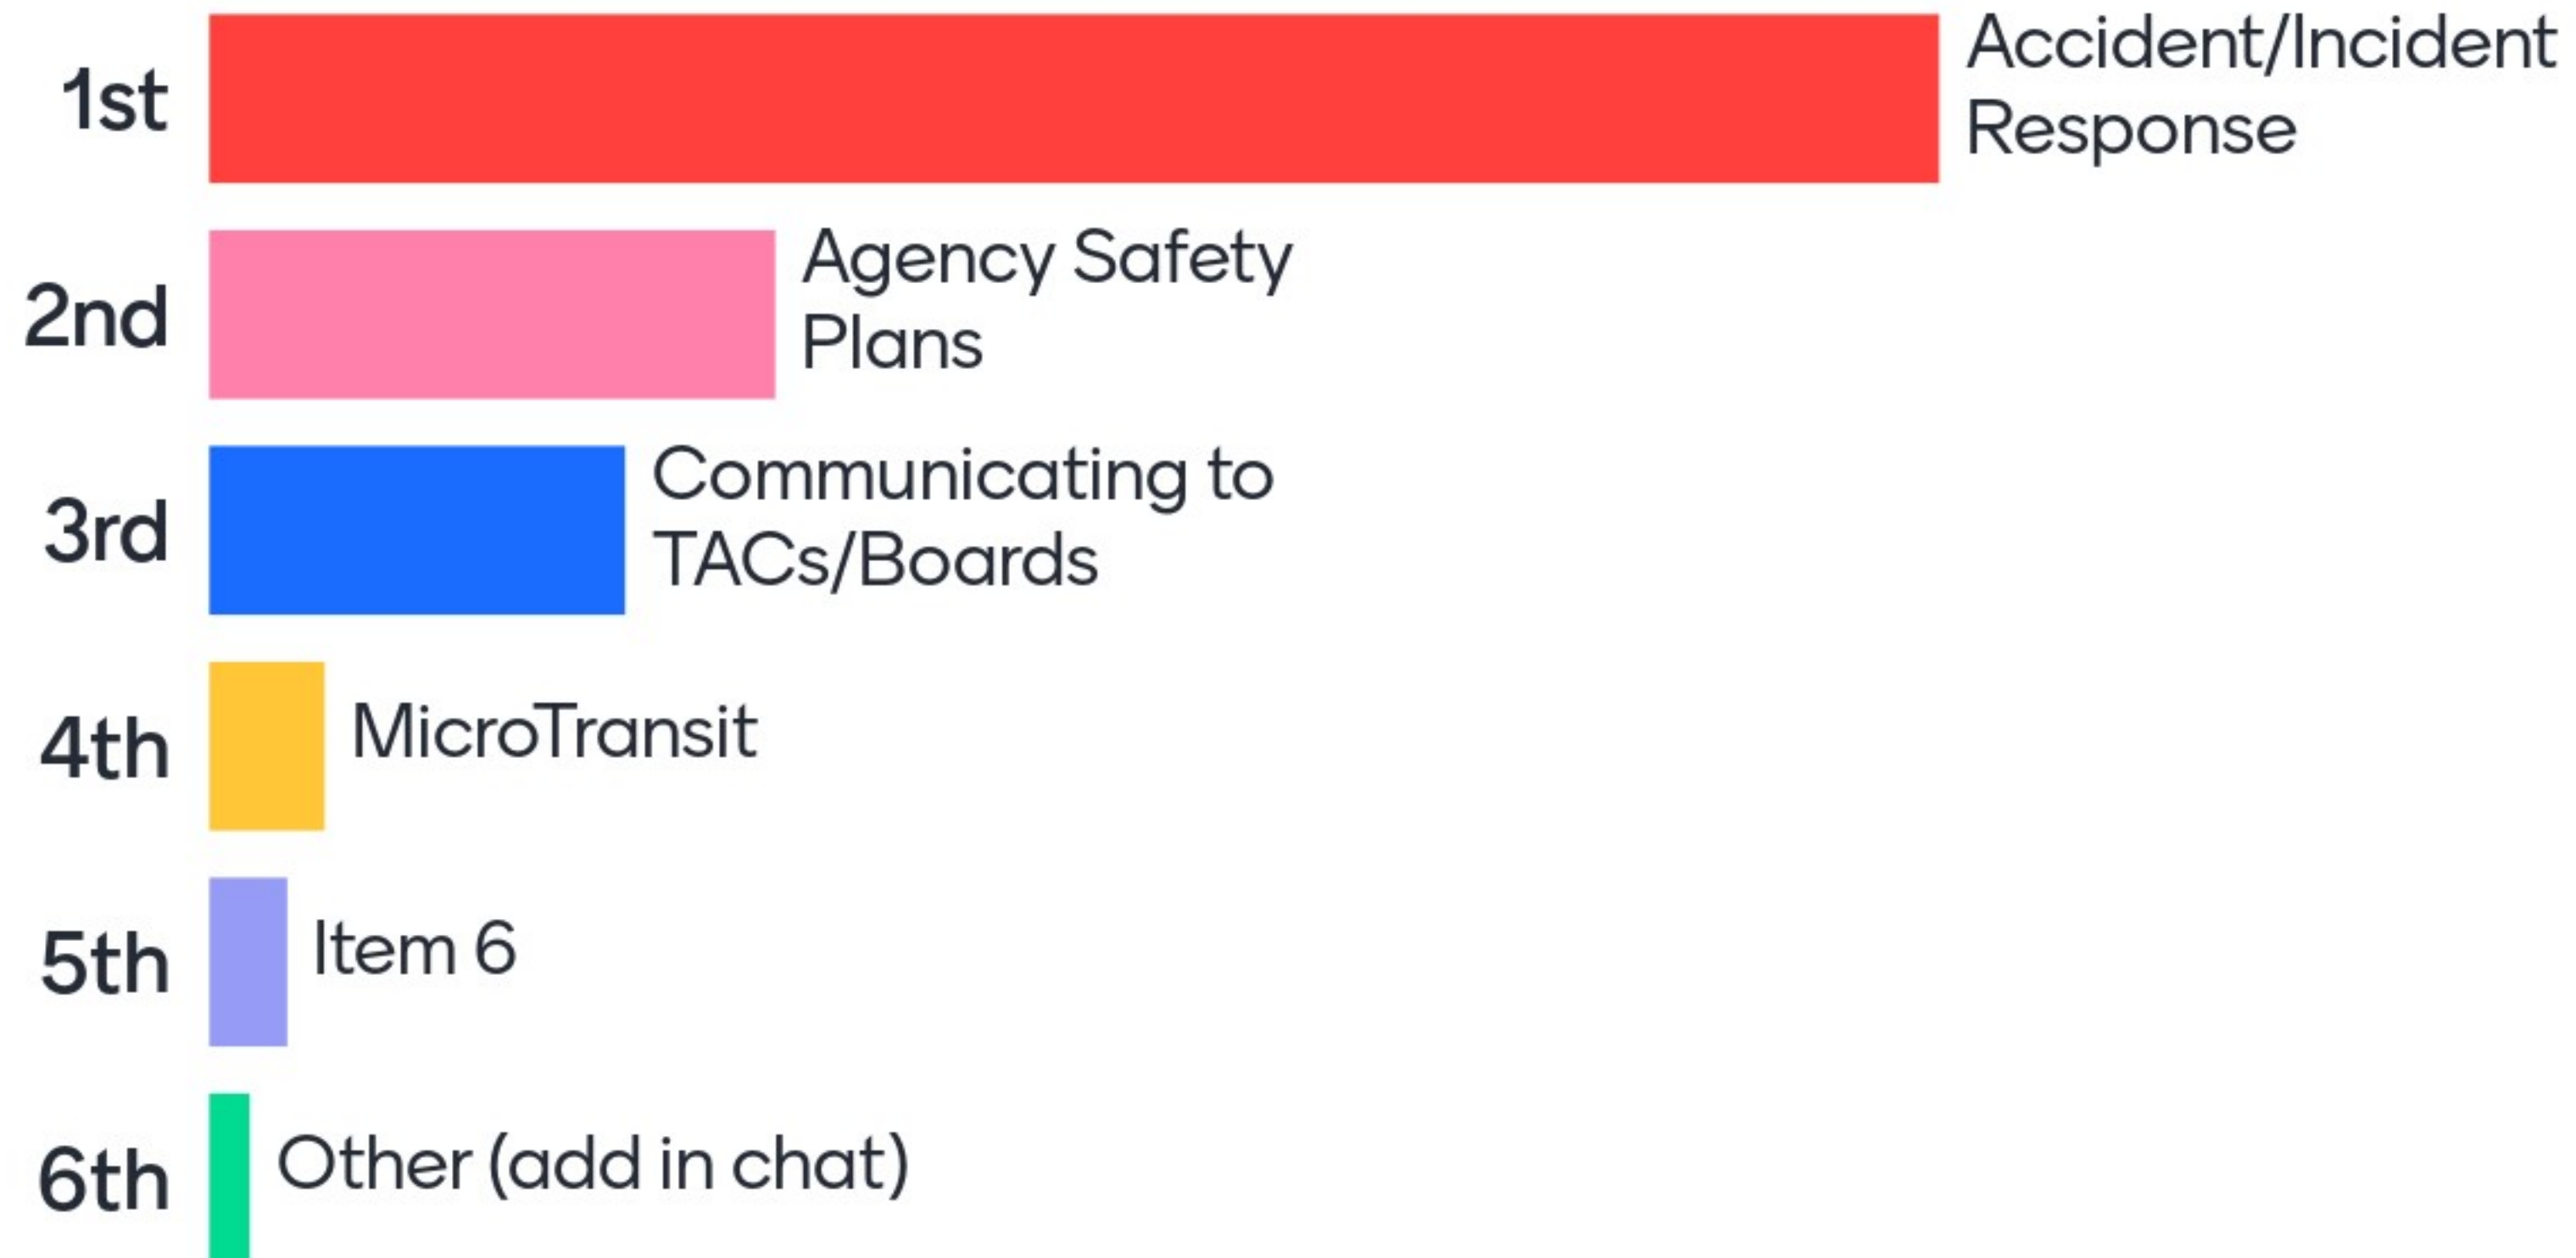 1st
Accident/Incident
Response
2nd
Agency Safety
Plans
3rd
Communicating to
TACs/Boards
4th
MicroTransit
5th
Item 6
6th
Other (add in chat)